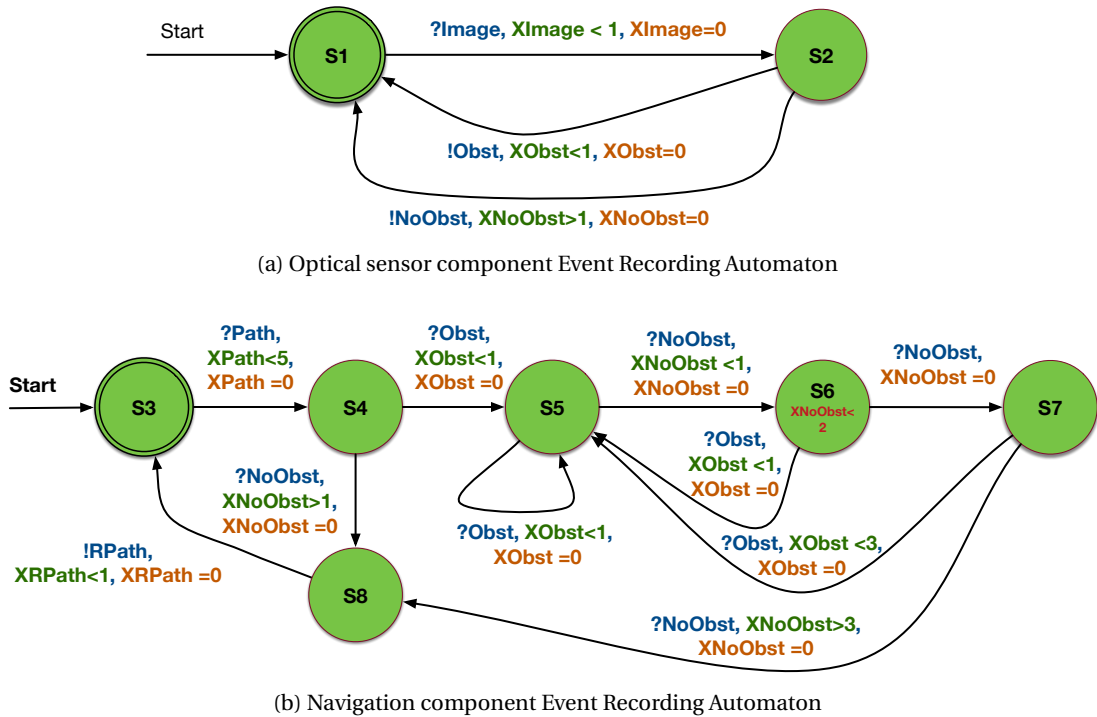 Start
S1
?Image, XImage < 1, XImage=0
S2
!Obst, XObst<1, XObst=0
!NoObst, XNoObst>1, XNoObst=0
(a) Optical sensor component Event Recording Automaton
Start
S3
?Path,
XPath<5,
XPath =0
S4
?Obst,
XObst<1,
XObst =0
S5
?NoObst,
XNoObst <1,
XNoObst =0
S6
XNoObst<
2
?NoObst,
XNoObst =0
S7
?NoObst,
XNoObst>1,
XNoObst =0
?Obst, XObst<1,
XObst =0
?Obst,
XObst <1,
XObst =0
?Obst, XObst <3,
XObst =0
!RPath,
XRPath<1, XRPath =0
S8
?NoObst, XNoObst>3,
XNoObst =0
(b) Navigation component Event Recording Automaton